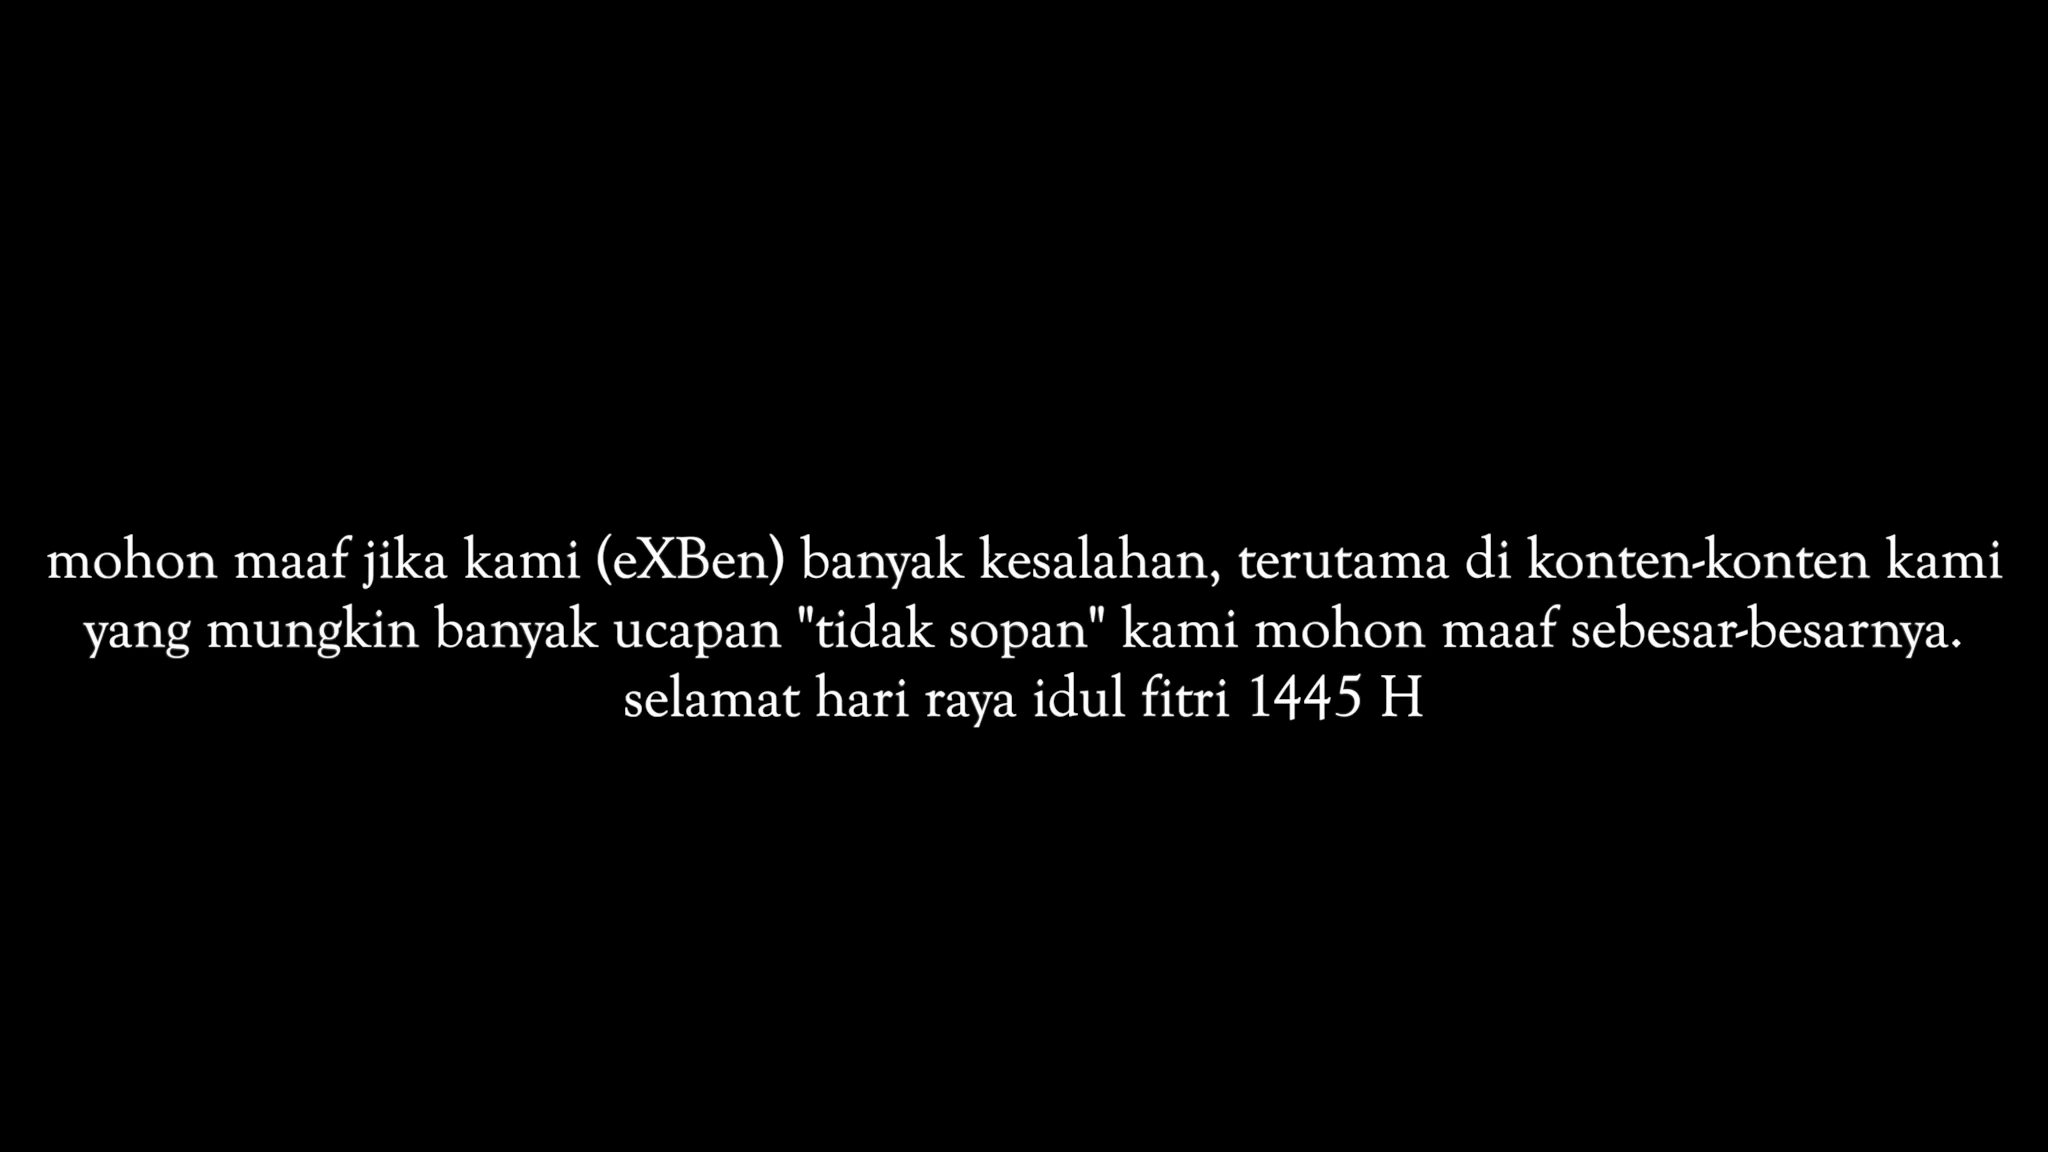 mohon maaf jika kami (eXBen) banyak kesalahan, terutama di konten-konten kami
yang mungkin banyak ucapan "tidak sopan" kami mohon maaf sebesar-besarnya.
selamat hari raya idul fitri 1445 H